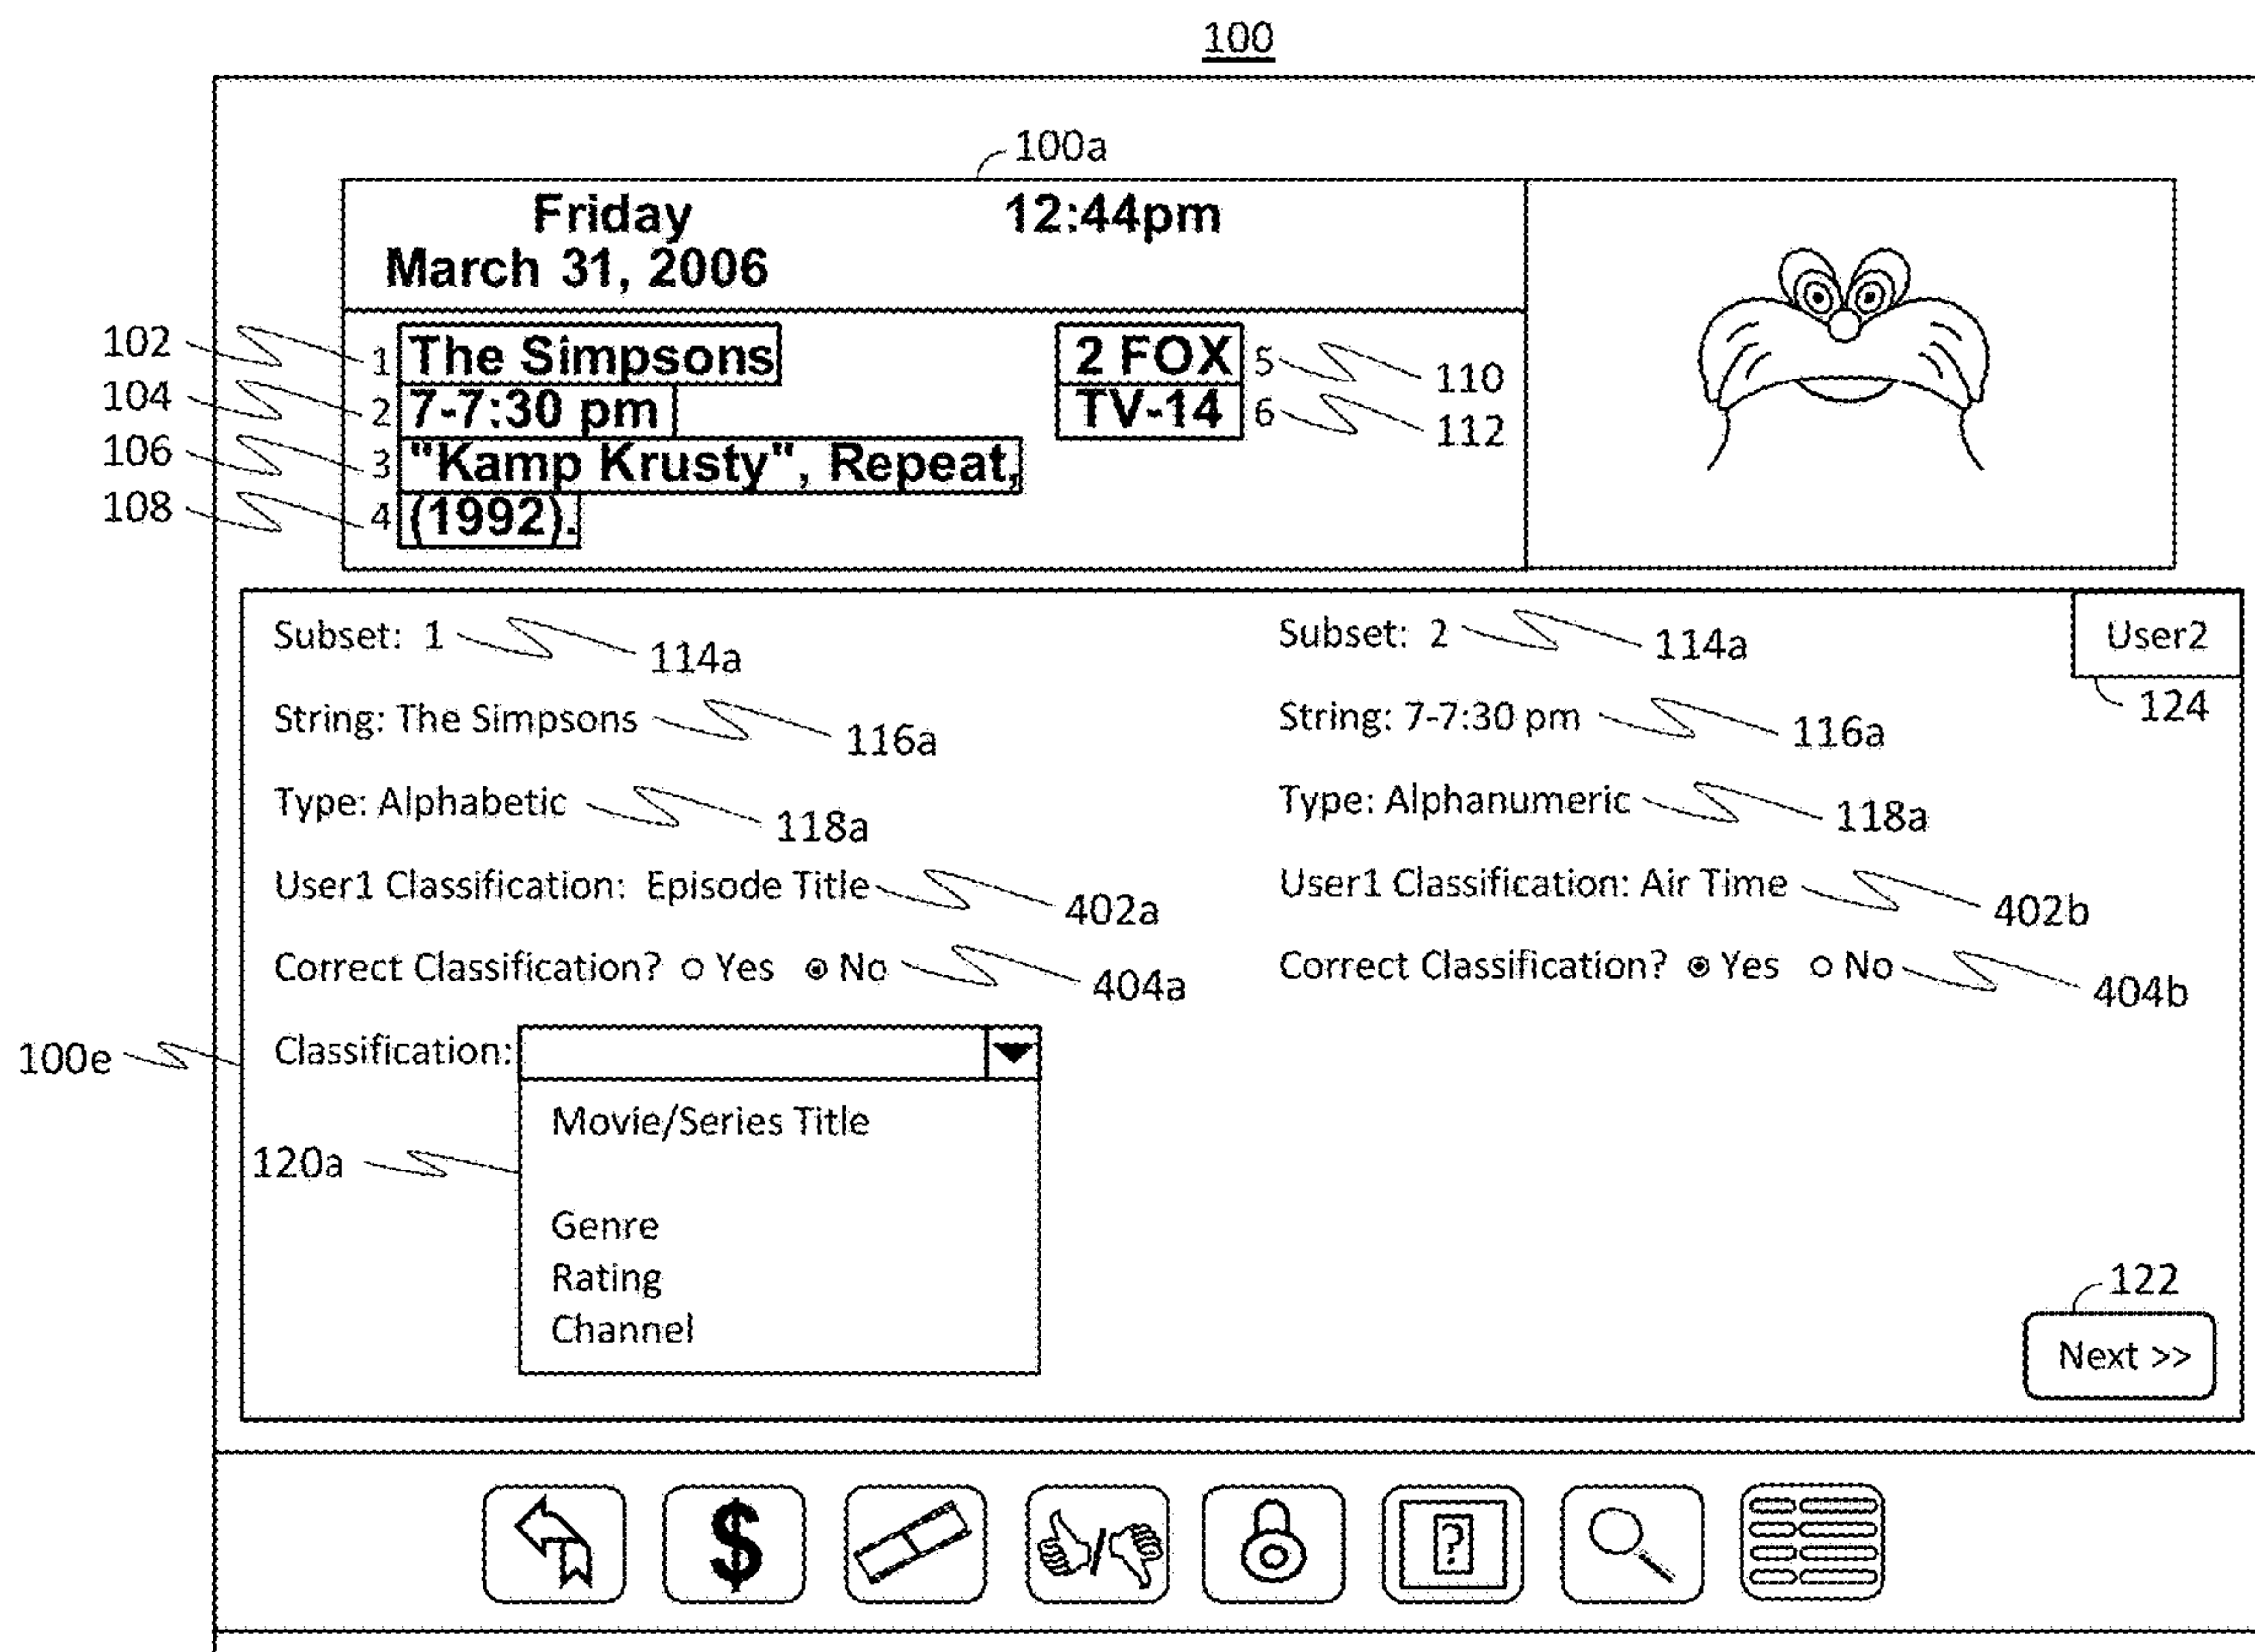 100
100a
Friday 12:44pm
March 31, 2006
102 1 The Simpsons 2 FOX 5 110
104 2 7-7:30 pm TV-14 6 112
106 3 "Kamp Krusty", Repeat,
108 4 (1992).
Subset: 1 114a Subset: 2 114a User2
124
String: The Simpsons 116a String: 7-7:30 pm 116a
Type: Alphabetic 118a Type: Alphanumeric 118a
User1 Classification: Episode Title 402a User1 Classification: Air Time 402b
Correct Classification? Yes No 404a Correct Classification? Yes No 404b
100e Classification:
Movie/Series Title
120a
Genre
Rating
Channel
122
Next >>
$
/
?